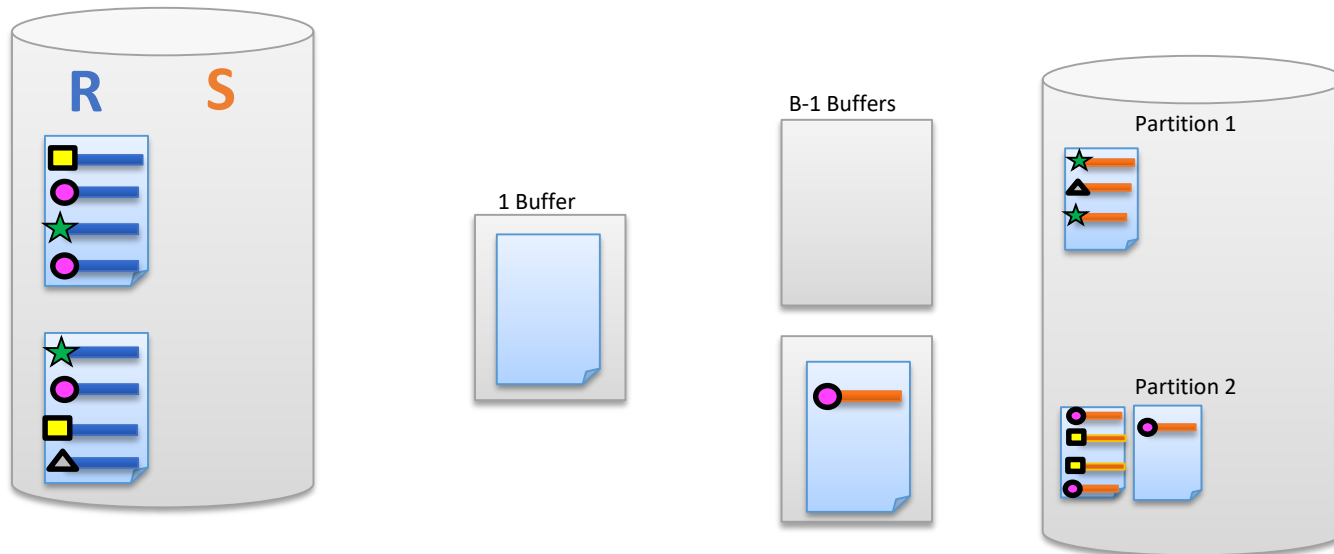 R S
1 Buffer
B-1 Buffers
Partition 1
Partition 2